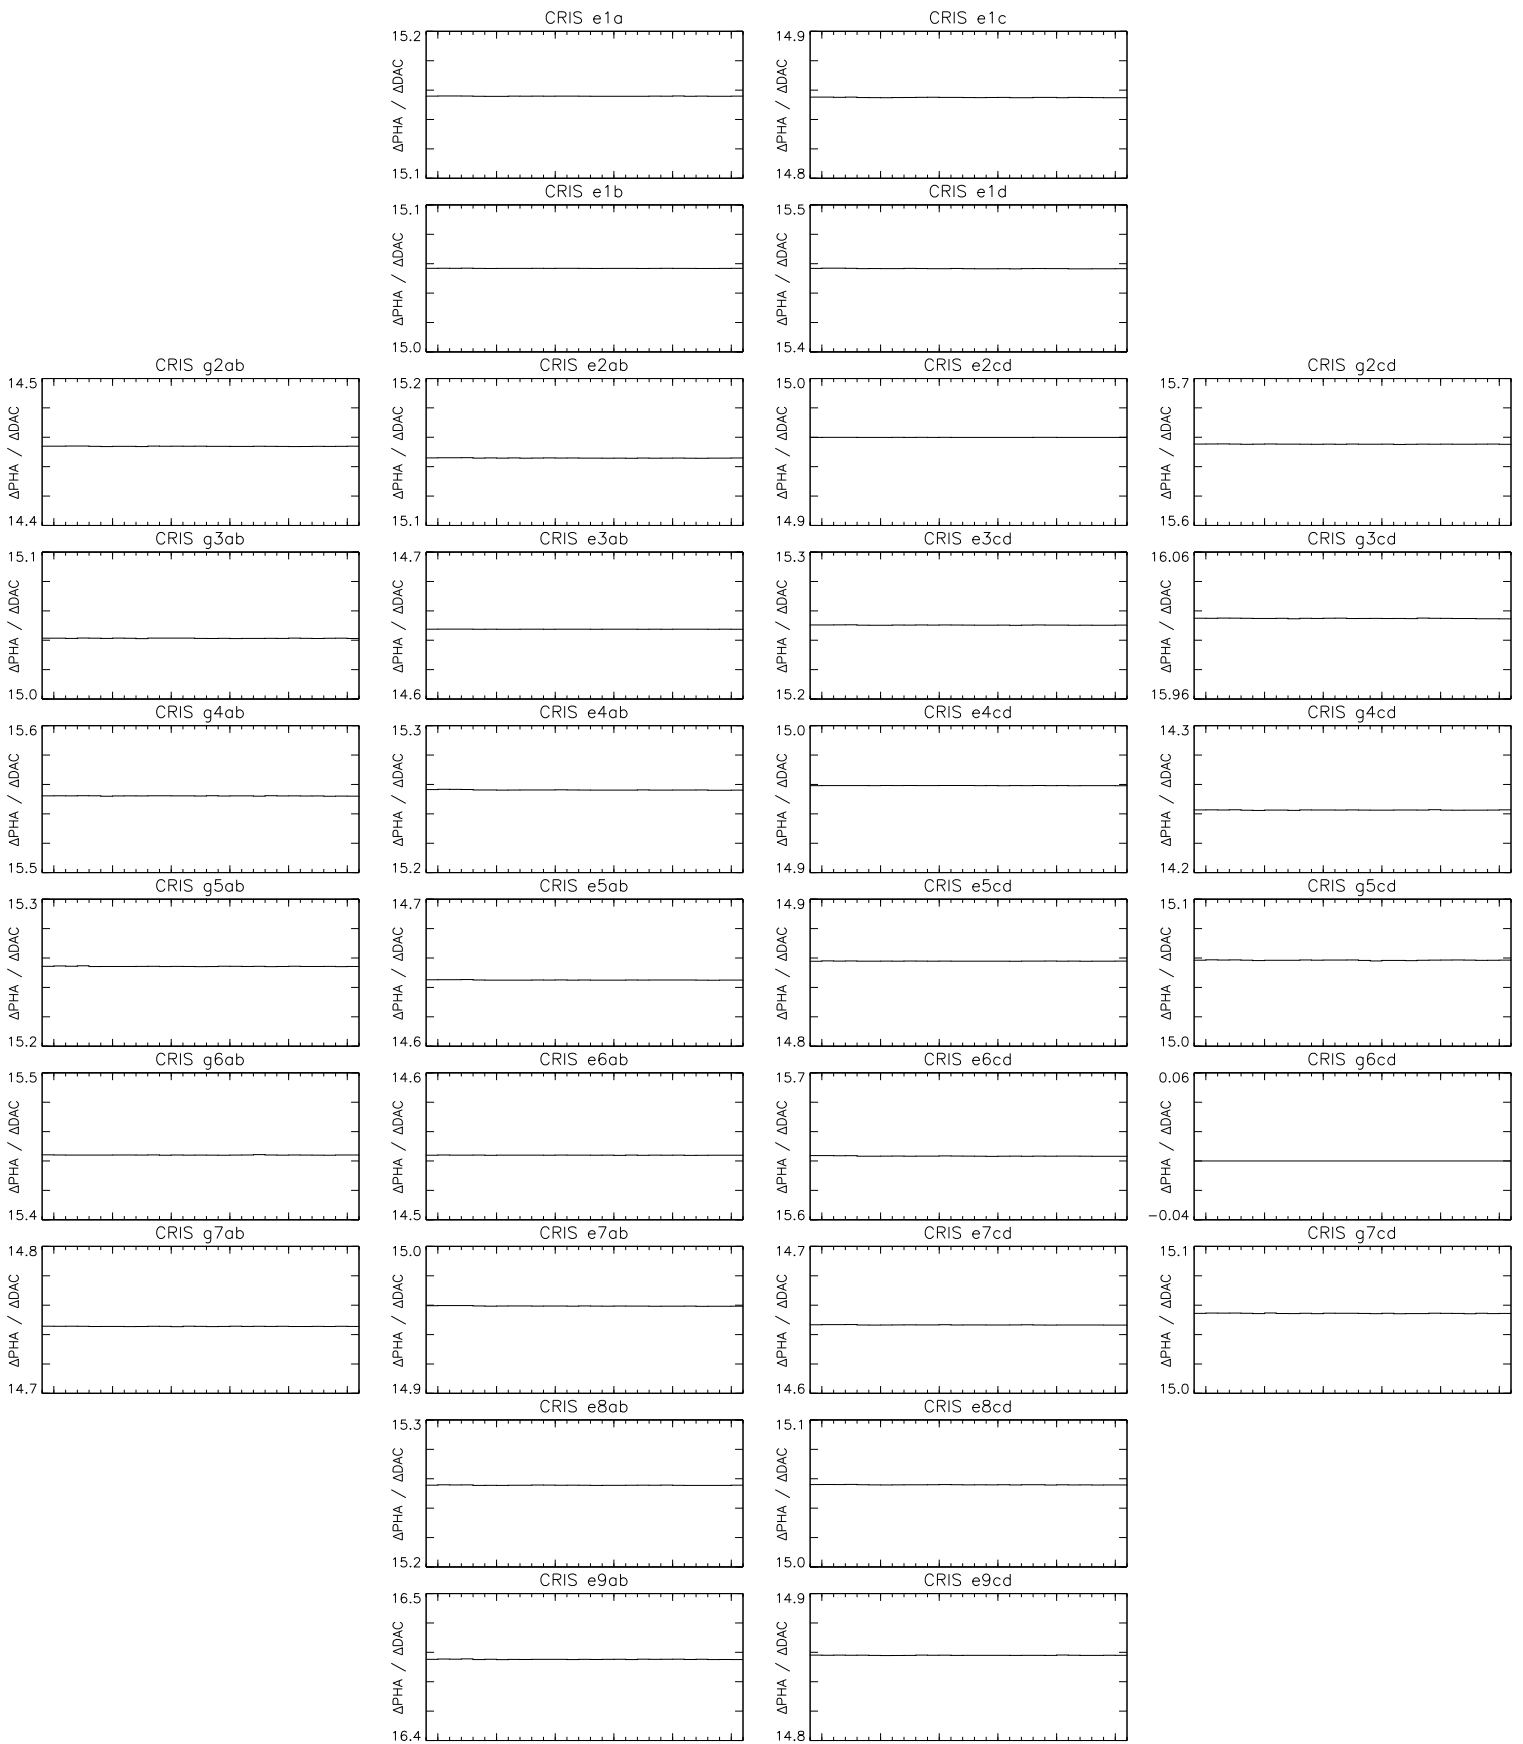 CRIS e1a
15.2
ΔPHA / ΔDAC
15.1
CRIS e1c
14.9
ΔPHA / ΔDAC
14.8
CRIS e1b
15.1
ΔPHA / ΔDAC
15.0
CRIS e1d
15.5
ΔPHA / ΔDAC
15.4
CRIS g2ab
14.5
ΔPHA / ΔDAC
14.4
CRIS e2ab
15.2
ΔPHA / ΔDAC
15.1
CRIS e2cd
15.0
ΔPHA / ΔDAC
14.9
CRIS g2cd
15.7
ΔPHA / ΔDAC
15.6
CRIS g3ab
15.1
ΔPHA / ΔDAC
15.0
CRIS e3ab
14.7
ΔPHA / ΔDAC
14.6
CRIS e3cd
15.3
ΔPHA / ΔDAC
15.2
CRIS g3cd
16.06
ΔPHA / ΔDAC
15.96
CRIS g4ab
15.6
ΔPHA / ΔDAC
15.5
CRIS e4ab
15.3
ΔPHA / ΔDAC
15.2
CRIS e4cd
15.0
ΔPHA / ΔDAC
14.9
CRIS g4cd
14.3
ΔPHA / ΔDAC
14.2
CRIS g5ab
15.3
ΔPHA / ΔDAC
15.2
CRIS e5ab
14.7
ΔPHA / ΔDAC
14.6
CRIS e5cd
14.9
ΔPHA / ΔDAC
14.8
CRIS g5cd
15.1
ΔPHA / ΔDAC
15.0
CRIS g6ab
15.5
ΔPHA / ΔDAC
15.4
CRIS e6ab
14.6
ΔPHA / ΔDAC
14.5
CRIS e6cd
15.7
ΔPHA / ΔDAC
15.6
CRIS g6cd
0.06
ΔPHA / ΔDAC
−0.04
CRIS g7ab
14.8
ΔPHA / ΔDAC
14.7
CRIS e7ab
15.0
ΔPHA / ΔDAC
14.9
CRIS e7cd
14.7
ΔPHA / ΔDAC
14.6
CRIS g7cd
15.1
ΔPHA / ΔDAC
15.0
CRIS e8ab
15.3
ΔPHA / ΔDAC
15.2
CRIS e8cd
15.1
ΔPHA / ΔDAC
15.0
CRIS e9ab
16.5
ΔPHA / ΔDAC
16.4
CRIS e9cd
14.9
ΔPHA / ΔDAC
14.8